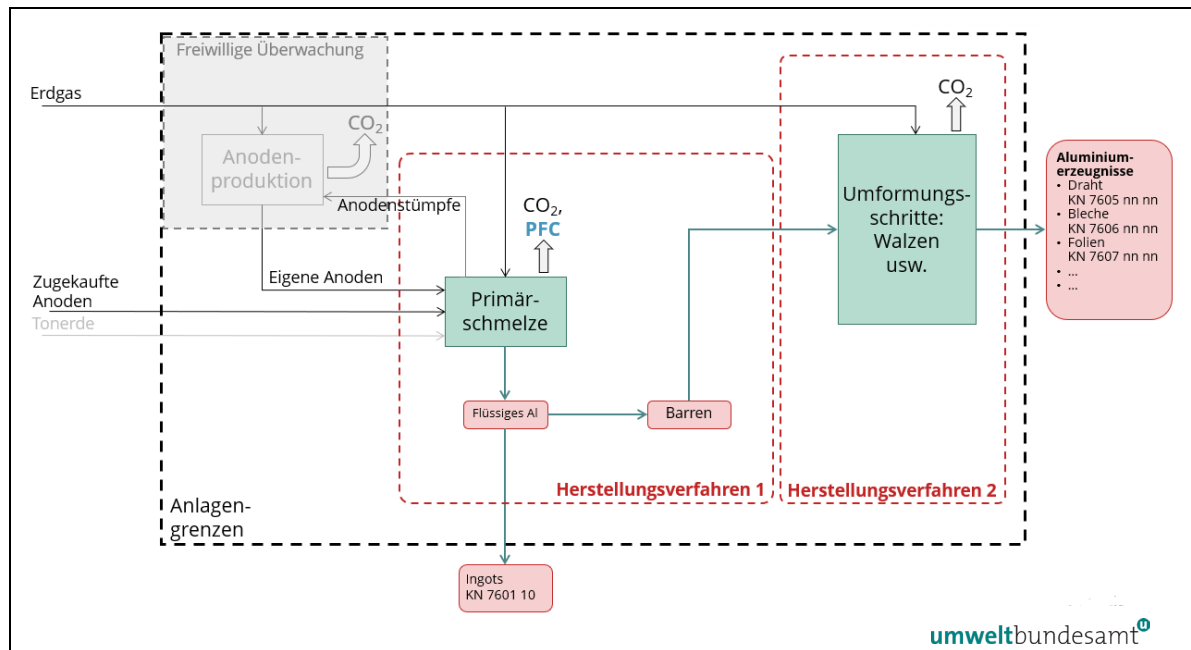 Freiwillige Überwachung
Erdgas
CO₂
Anoden-
produktion
Anodenstümpfe
CO₂,
PFC
CO₂
Umformungs-
schritte:
Walzen
usw.
Aluminium-
erzeugnisse
• Draht
KN 7605 nn nn
• Bleche
KN 7606 nn nn
• Folien
KN 7607 nn nn
• ...
• ...
Eigene Anoden
Zugekaufte
Anoden
Tonerde
Primär-
schmelze
Flüssiges Al
Barren
Herstellungsverfahren 1
Herstellungsverfahren 2
Anlagen-
grenzen
Ingots
KN 7601 10
umweltbundesamt
u